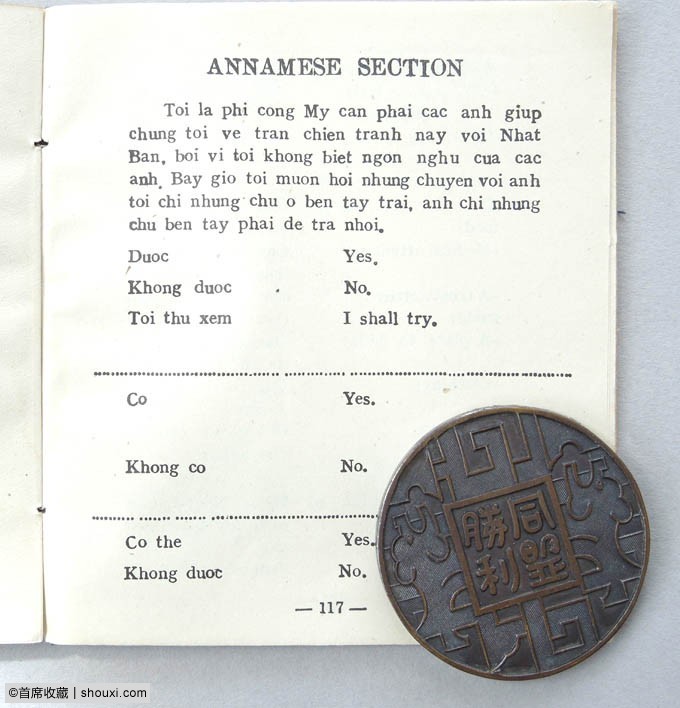 ANNAMESE SECTION
Toi la phi cong My can phai cac anh giup
chung toi ve tran chien tranh nay voi Nhat
Ban, boi vi toi khong biet ngon nghu cua cac
anh. Bay gio toi muon hoi nhung chuyen voi anh
toi chi nhung chu o ben tay trai, anh chi nhung
chu ben tay phai de tra nhoi.
Duoc Yes.
Khong duoc No.
Toi thu xem I shall try.
Co Yes.
Khong co No.
Co the Yes.
Khong duoc No.
— 117 —
同盟
勝利
©首席收藏 | shouxi.com